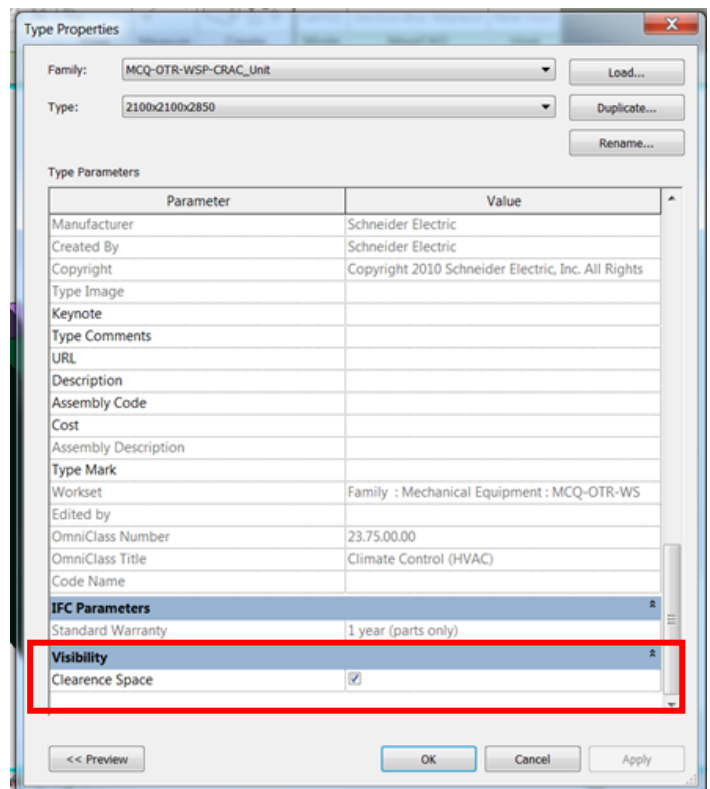 Type Properties
Family: MCQ-OTR-WSP-CRAC_Unit Load...
Type: 2100x2100x2850 Duplicate...
Rename...
Type Parameters
Parameter Value
Manufacturer Schneider Electric
Created By Schneider Electric
Copyright Copyright 2010 Schneider Electric, Inc. All Rights
Type Image
Keynote
Type Comments
URL
Description
Assembly Code
Cost
Assembly Description
Type Mark
Workset Family : Mechanical Equipment : MCQ-OTR-WS
Edited by
OmniClass Number 23.75.00.00
OmniClass Title Climate Control (HVAC)
Code Name
IFC Parameters
Standard Warranty 1 year (parts only)
Visibility
Clearence Space
<< Preview OK Cancel Apply